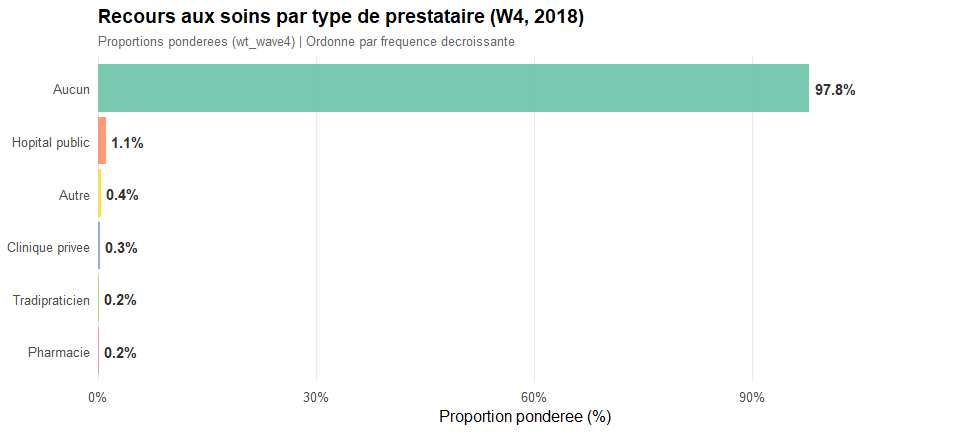 Recours aux soins par type de prestataire (W4, 2018)
Proportions ponderees (wt_wave4) | Ordonne par frequence decroissante
Aucun 97.8%
Hopital public 1.1%
Autre 0.4%
Clinique privee 0.3%
Tradipraticien 0.2%
Pharmacie 0.2%
0% 30% 60% 90%
Proportion ponderee (%)